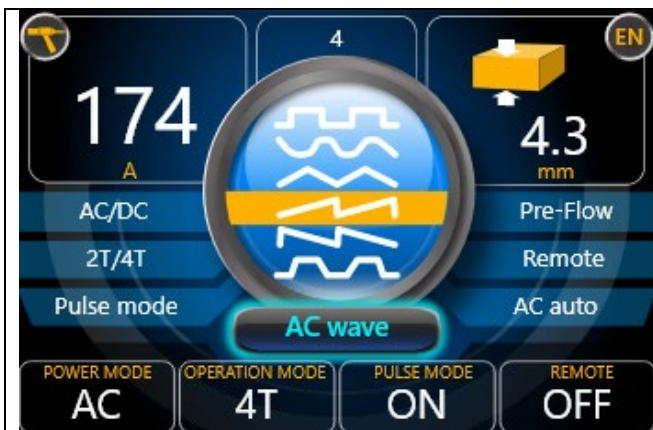 EN
4
174
A
4.3
mm
AC/DC
Pre-Flow
2T/4T
Remote
Pulse mode
AC auto
AC wave
POWER MODE
AC
OPERATION MODE
4T
PULSE MODE
ON
REMOTE
OFF